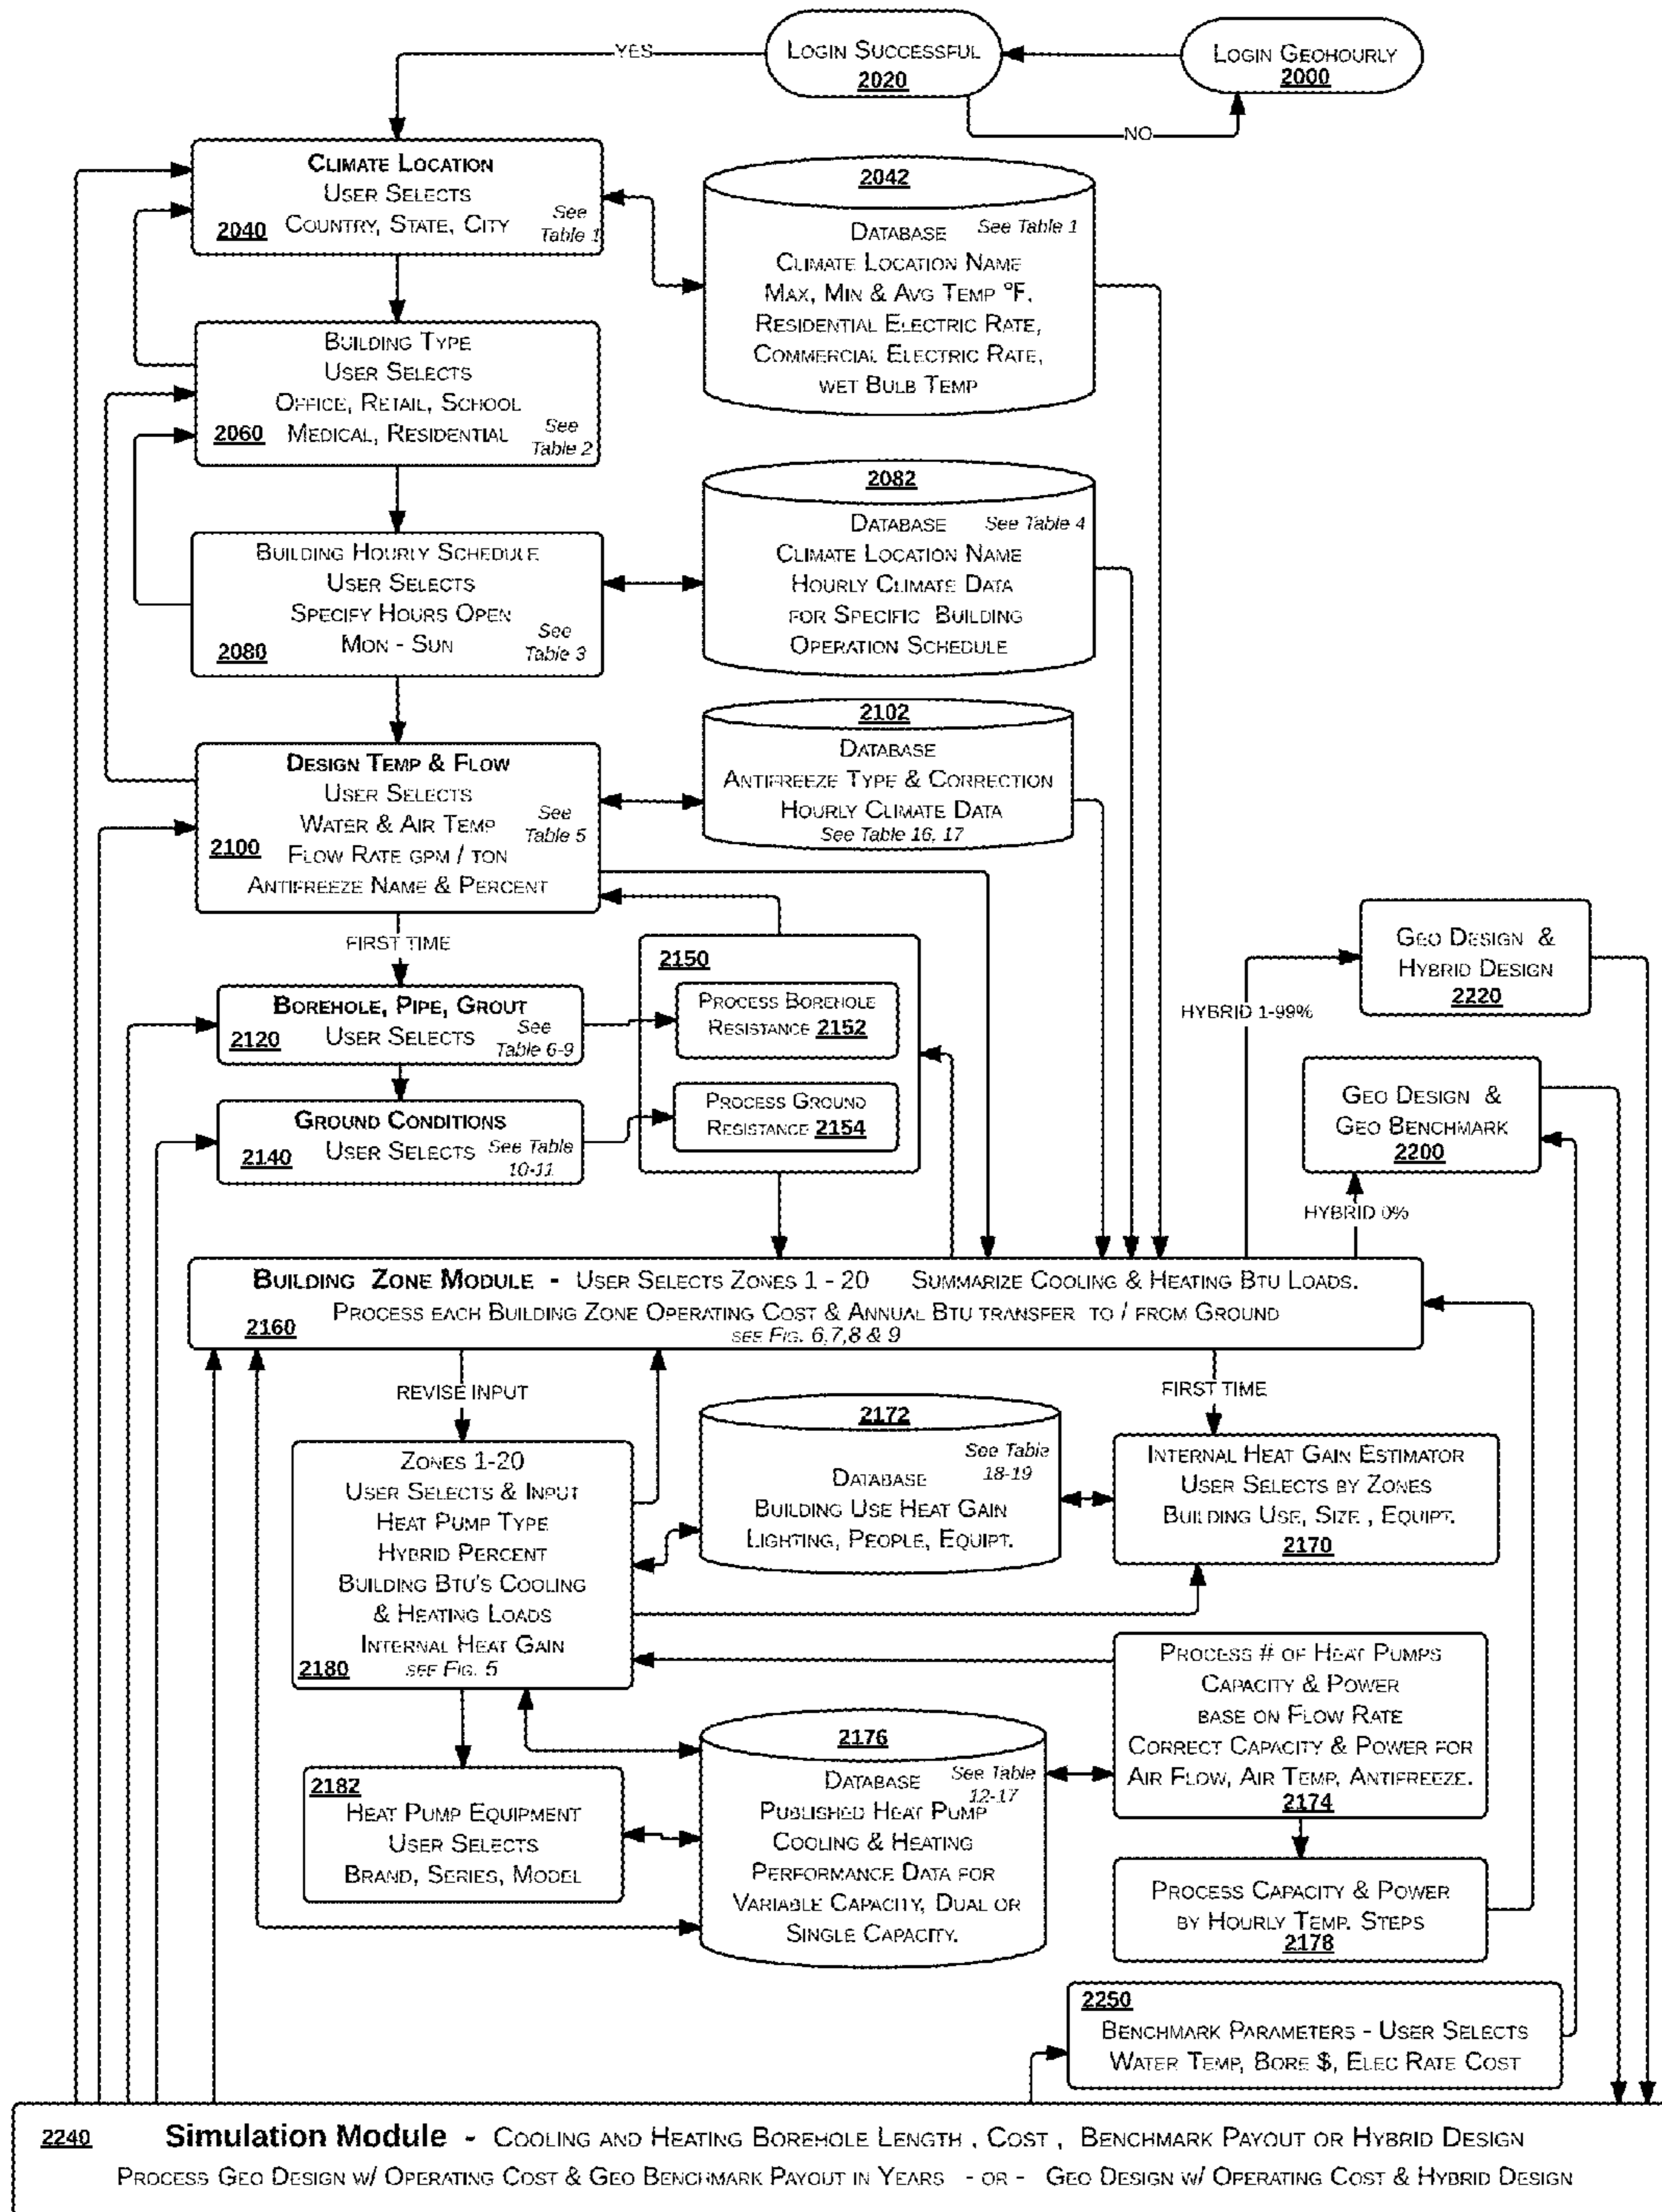 YES
LOGIN SUCCESSFUL
2020
LOGIN GEOHOURLY
2000
NO
CLIMATE LOCATION
USER SELECTS
COUNTRY, STATE, CITY
2040
See
Table 1
2042
DATABASE
See Table 1
CLIMATE LOCATION NAME
MAX, MIN & AVG TEMP °F,
RESIDENTIAL ELECTRIC RATE,
COMMERCIAL ELECTRIC RATE,
WET BULB TEMP
BUILDING TYPE
USER SELECTS
OFFICE, RETAIL, SCHOOL
MEDICAL, RESIDENTIAL
2060
See
Table 2
2082
DATABASE
See Table 4
CLIMATE LOCATION NAME
HOURLY CLIMATE DATA
FOR SPECIFIC BUILDING
OPERATION SCHEDULE
BUILDING HOURLY SCHEDULE
USER SELECTS
SPECIFY HOURS OPEN
MON - SUN
2080
See
Table 3
2102
DATABASE
ANTIFREEZE TYPE & CORRECTION
HOURLY CLIMATE DATA
See Table 16, 17
DESIGN TEMP & FLOW
USER SELECTS
WATER & AIR TEMP
FLOW RATE GPM / TON
ANTIFREEZE NAME & PERCENT
2100
See
Table 5
FIRST TIME
2150
PROCESS BOREHOLE
RESISTANCE 2152
PROCESS GROUND
RESISTANCE 2154
BOREHOLE, PIPE, GROUT
USER SELECTS
2120
See
Table 6-9
GROUND CONDITIONS
USER SELECTS
2140
See Table
10-11
GEO DESIGN &
HYBRID DESIGN
2220
HYBRID 1-99%
GEO DESIGN &
GEO BENCHMARK
2200
HYBRID 0%
BUILDING ZONE MODULE - USER SELECTS ZONES 1 - 20 SUMMARIZE COOLING & HEATING BTU LOADS.
PROCESS EACH BUILDING ZONE OPERATING COST & ANNUAL BTU TRANSFER TO / FROM GROUND
2160
SEE FIG. 6,7,8 & 9
REVISE INPUT
FIRST TIME
ZONES 1-20
USER SELECTS & INPUT
HEAT PUMP TYPE
HYBRID PERCENT
BUILDING BTU'S COOLING
& HEATING LOADS
INTERNAL HEAT GAIN
2180
SEE FIG. 5
2172
See Table
18-19
DATABASE
BUILDING USE HEAT GAIN
LIGHTING, PEOPLE, EQUIPT.
INTERNAL HEAT GAIN ESTIMATOR
USER SELECTS BY ZONES
BUILDING USE, SIZE , EQUIPT.
2170
PROCESS # OF HEAT PUMPS
CAPACITY & POWER
BASE ON FLOW RATE
CORRECT CAPACITY & POWER FOR
AIR FLOW, AIR TEMP, ANTIFREEZE.
2174
2176
DATABASE
See Table
12-17
PUBLISHED HEAT PUMP
COOLING & HEATING
PERFORMANCE DATA FOR
VARIABLE CAPACITY, DUAL OR
SINGLE CAPACITY.
2182
HEAT PUMP EQUIPMENT
USER SELECTS
BRAND, SERIES, MODEL
PROCESS CAPACITY & POWER
BY HOURLY TEMP. STEPS
2178
2250
BENCHMARK PARAMETERS - USER SELECTS
WATER TEMP, BORE $, ELEC RATE COST
2240 Simulation Module - COOLING AND HEATING BOREHOLE LENGTH , COST , BENCHMARK PAYOUT OR HYBRID DESIGN
PROCESS GEO DESIGN W/ OPERATING COST & GEO BENCHMARK PAYOUT IN YEARS - OR - GEO DESIGN W/ OPERATING COST & HYBRID DESIGN